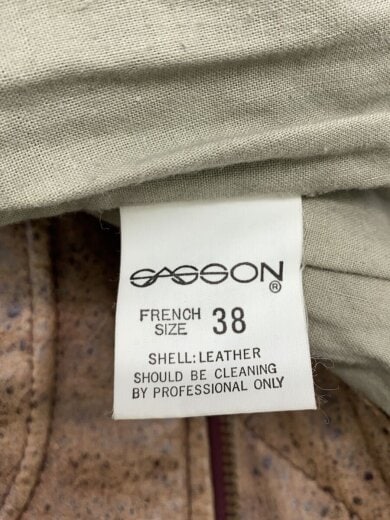 SASSON®
FRENCH
SIZE 38
SHELL:LEATHER
SHOULD BE CLEANING
BY PROFESSIONAL ONLY